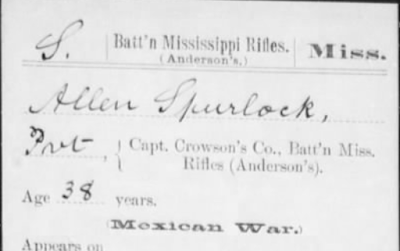 S. Batt'n Mississippi Rifles. Miss.
(Anderson's.)
Allen Spurlock,
Pvt, Capt. Crowson's Co., Batt'n Miss.
Rifles (Anderson's).
Age 38 years.
(Mexican War.)
Appears on